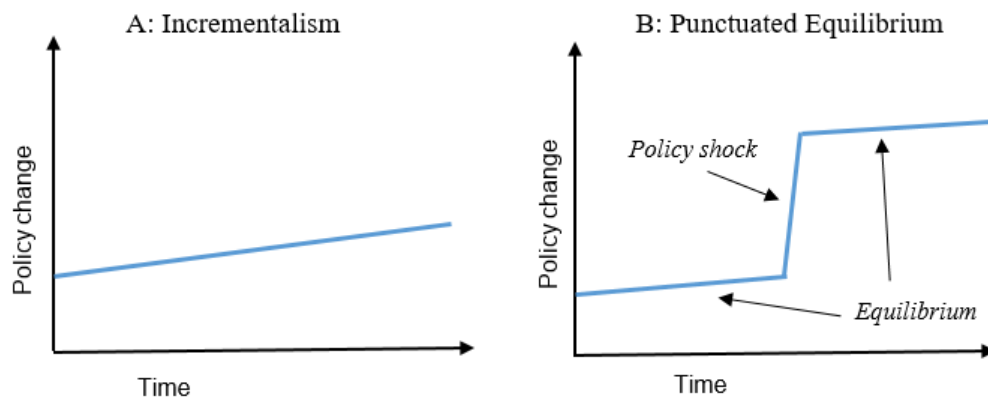 A: Incrementalism
Policy change
Time
B: Punctuated Equilibrium
Policy change
Policy shock
Equilibrium
Time